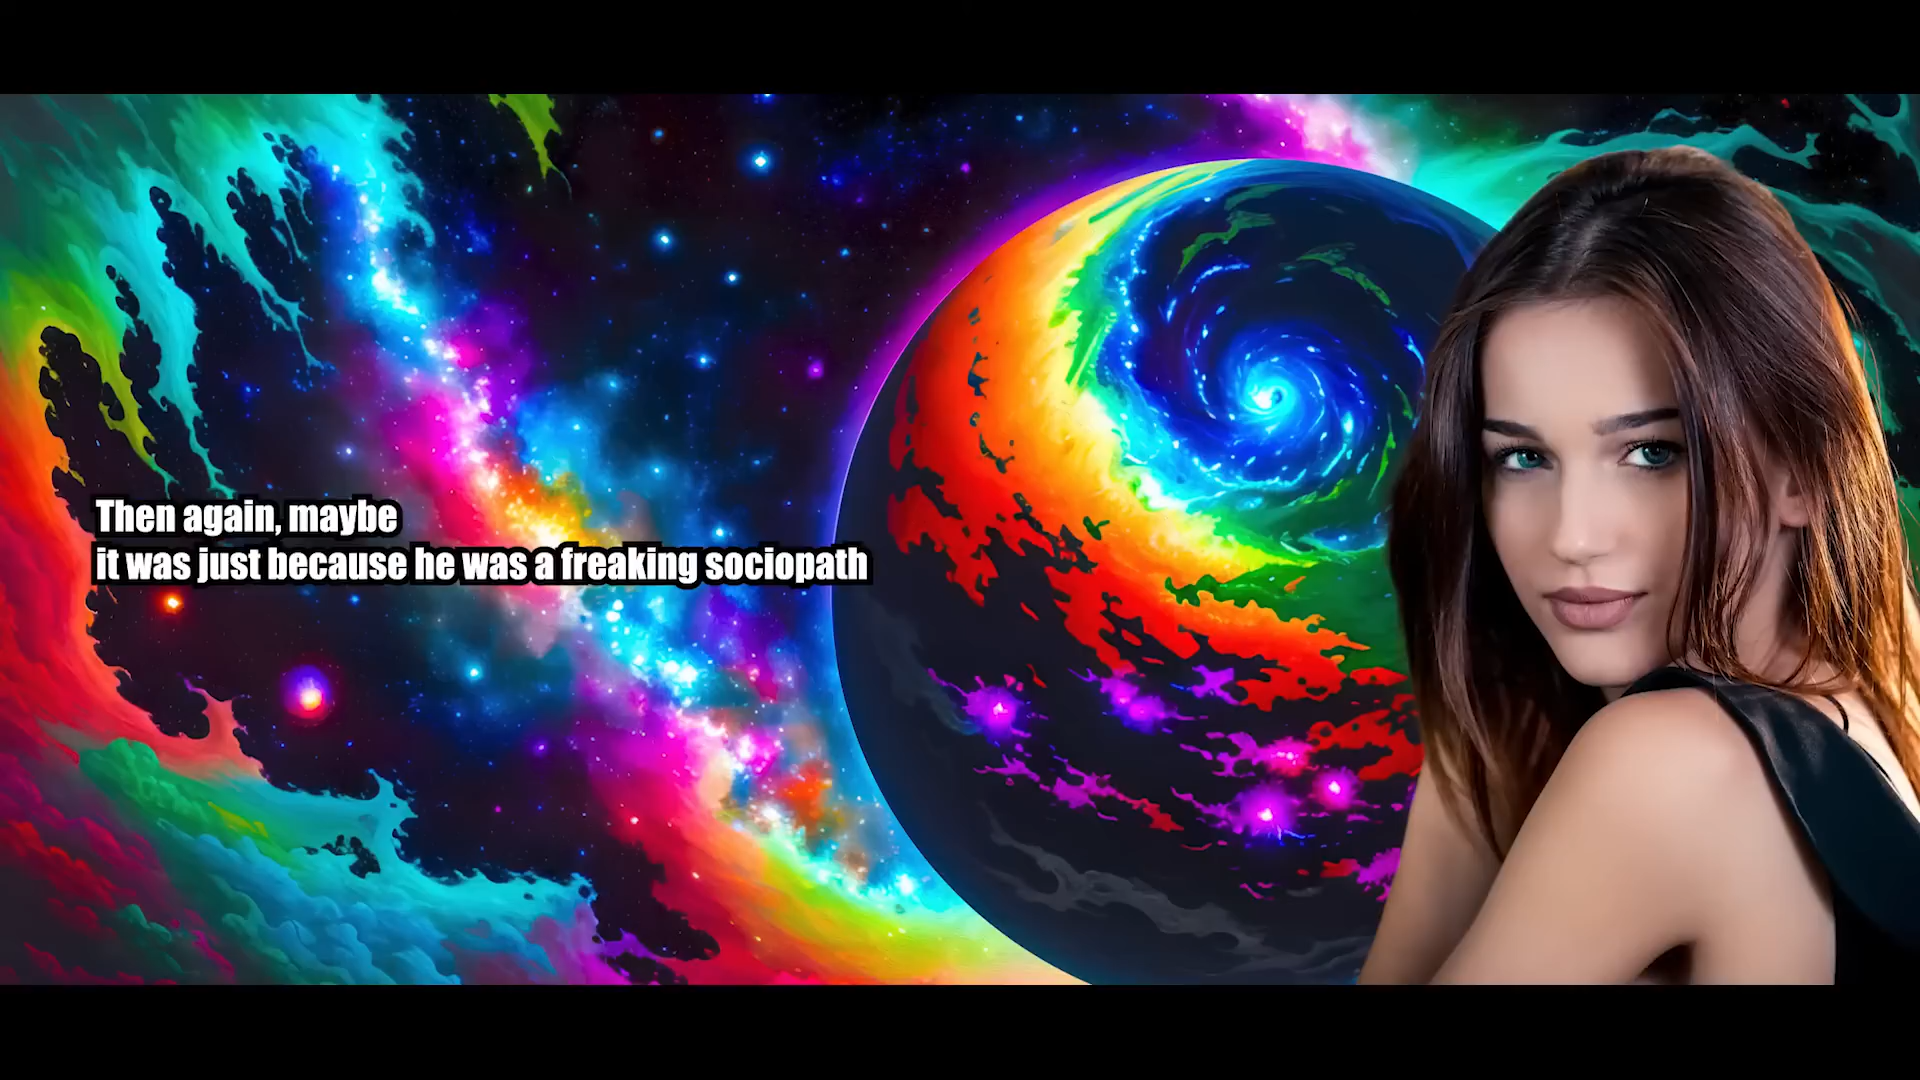 Then again, maybe
it was just because he was a freaking sociopath